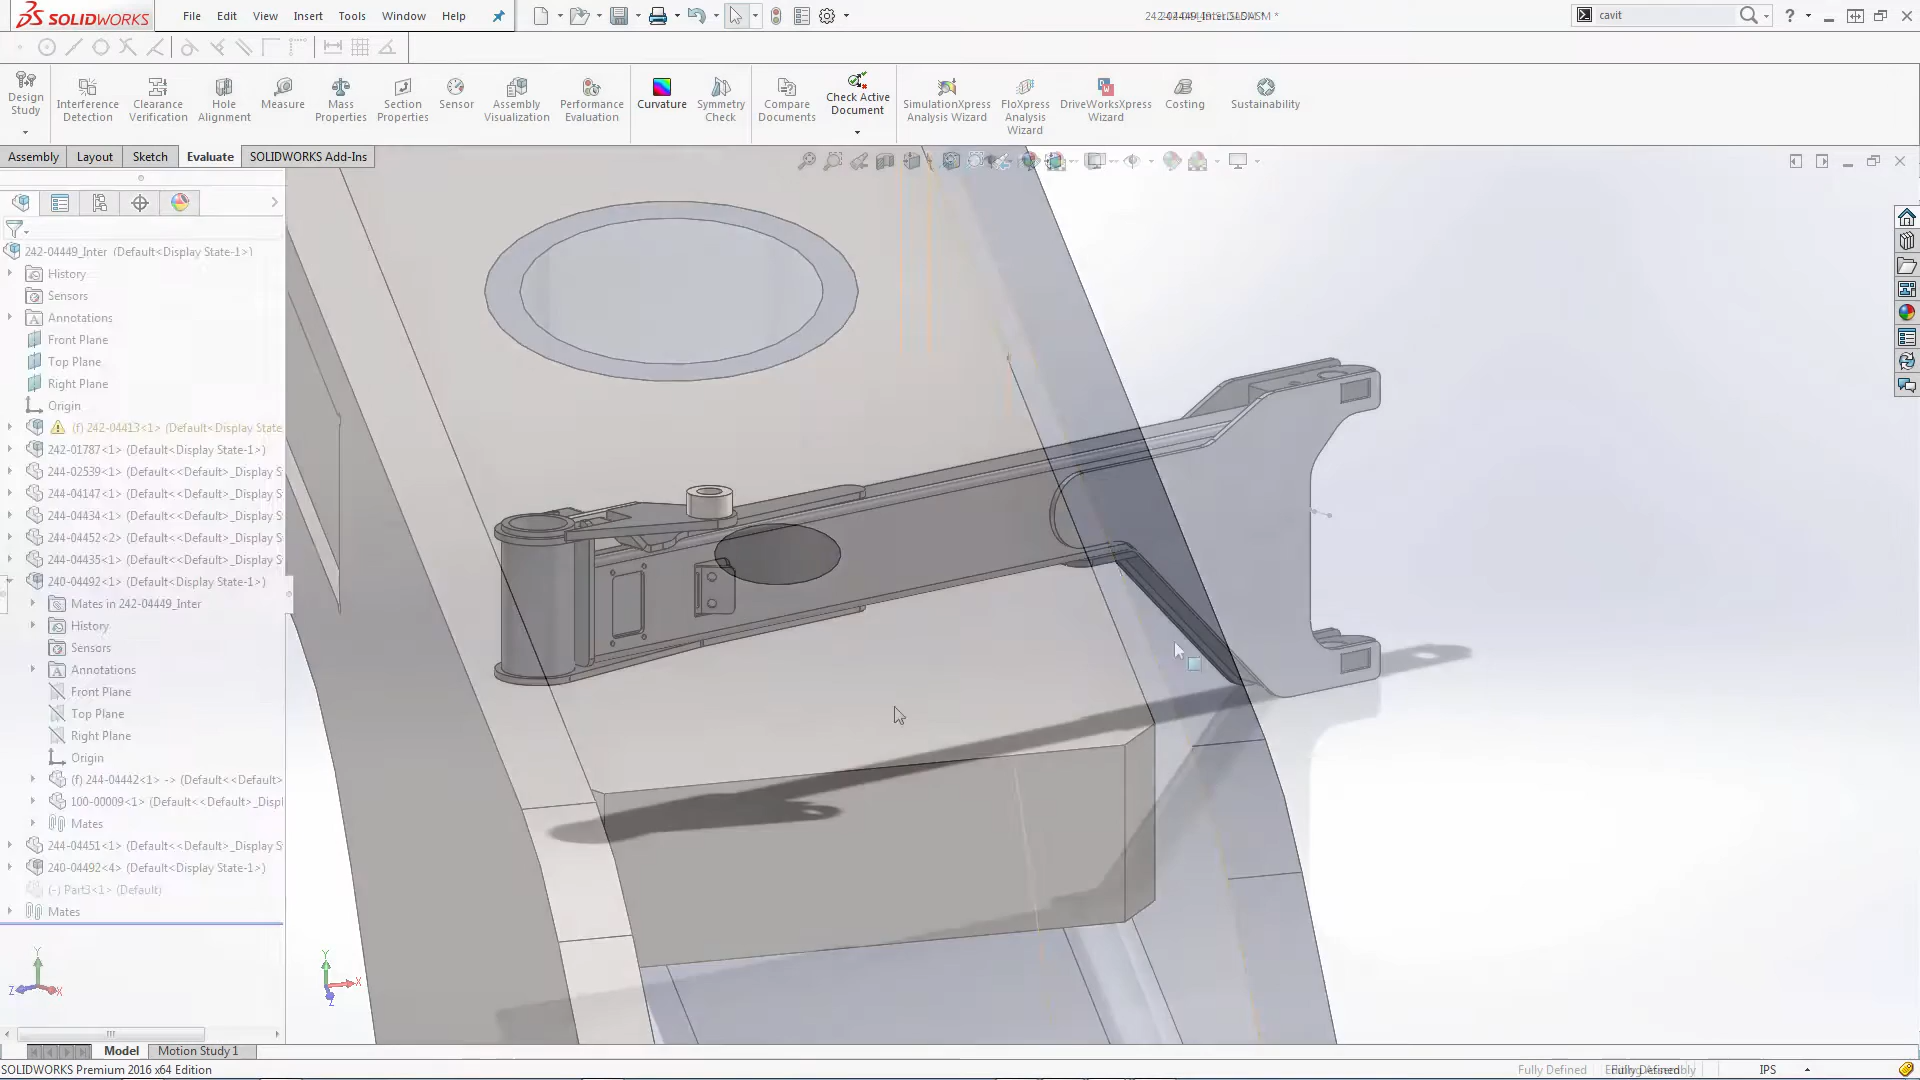 SOLIDWORKS
File Edit View Insert Tools Window Help
cavit
Design Study
Interference Detection
Clearance Verification
Hole Alignment
Measure
Mass Properties
Section Properties
Sensor
Assembly Visualization
Performance Evaluation
Curvature
Symmetry Check
Compare Documents
Check Active Document
SimulationXpress Analysis Wizard
FloXpress Analysis Wizard
DriveWorksXpress Wizard
Costing
Sustainability
Assembly Layout Sketch Evaluate SOLIDWORKS Add-Ins
242-04449_Inter (Default<Display State-1>)
History
Sensors
Annotations
Front Plane
Top Plane
Right Plane
Origin
(f) 242-04413<1> (Default<Display State
242-01787<1> (Default<Display State-1>)
244-02539<1> (Default<<Default>_Display S
244-04147<1> (Default<<Default>_Display S
244-04434<1> (Default<<Default>_Display S
244-04452<2> (Default<<Default>_Display S
244-04435<1> (Default<<Default>_Display S
240-04492<1> (Default<Display State-1>)
Mates in 242-04449_Inter
History
Sensors
Annotations
Front Plane
Top Plane
Right Plane
Origin
(f) 244-04442<1> -> (Default<<Default>
100-00009<1> (Default<<Default>_Displ
Mates
244-04451<1> (Default<<Default>_Display S
240-04492<4> (Default<Display State-1>)
(-) Part3<1> (Default)
Mates
Y
Z
X
Y
X
Z
Model Motion Study 1
SOLIDWORKS Premium 2016 x64 Edition
Fully Defined
IPS